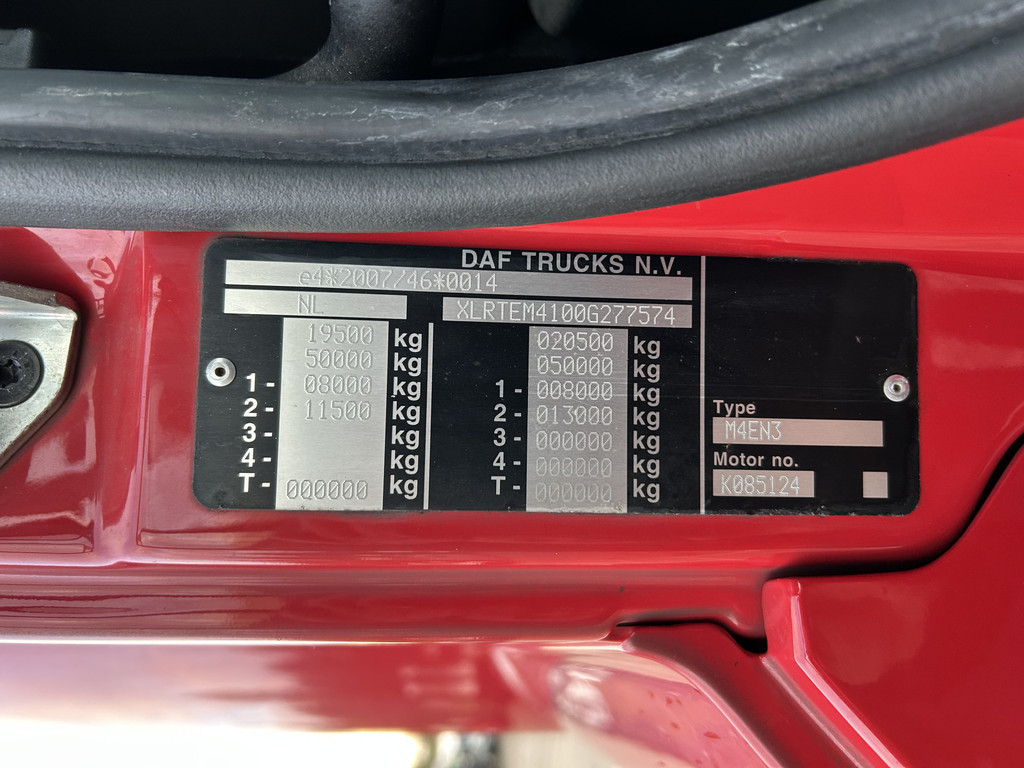 DAF TRUCKS N.V.
e4*2007/46*0014
NL XLRTEM4100G277574
19500 kg 020500 kg
50000 kg 050000 kg
1- 08000 kg 1- 008000 kg
2- 11500 kg 2- 013000 kg
3- kg 3- 000000 kg
4- kg 4- 000000 kg
T- 000000 kg T- 000000 kg
Type
M4EN3
Motor no.
K085124